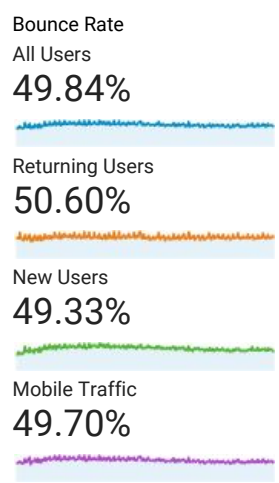 Bounce Rate
All Users
49.84%
Returning Users
50.60%
New Users
49.33%
Mobile Traffic
49.70%